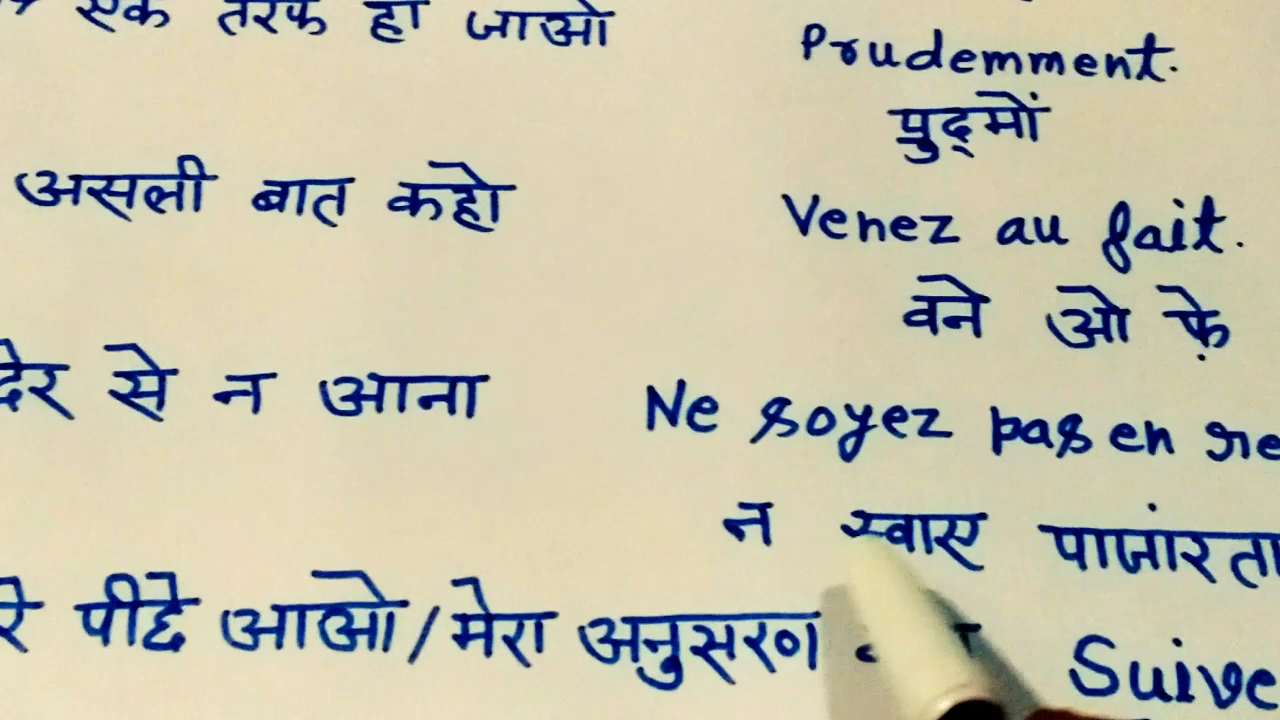 एक तरफ हो जाओ
Prudemment.
प्रुद्मों
असली बात कहो Venez au fait.
वने ओ फ़े
देर से न आना Ne soyez pas en re
न स्वाए पाजांरता
रे पीछे आओ/मेरा अनुसरण Suive